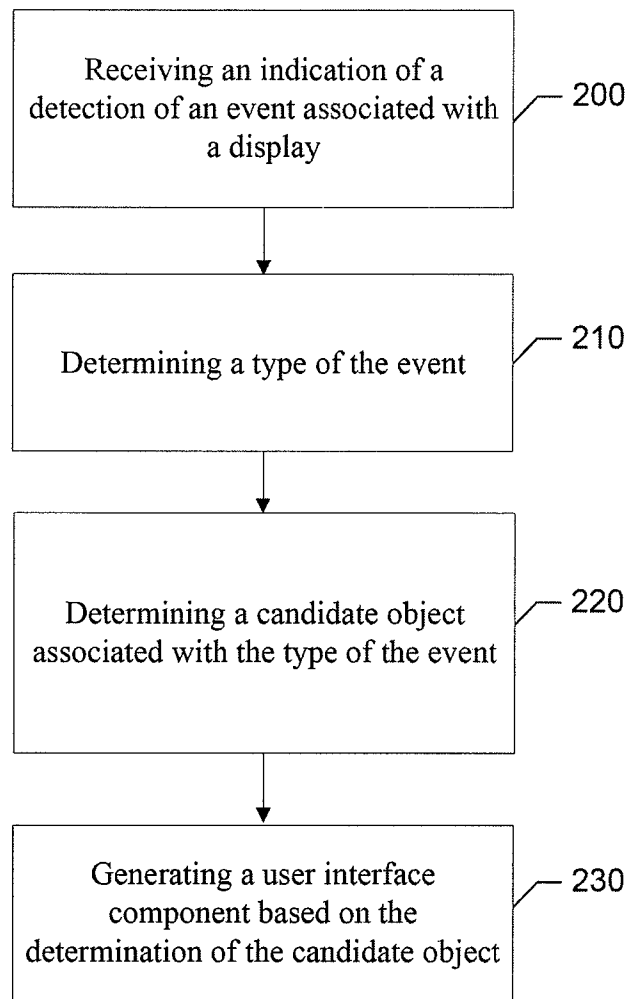 Receiving an indication of a
detection of an event associated with
a display
200
Determining a type of the event
210
Determining a candidate object
associated with the type of the event
220
Generating a user interface
component based on the
determination of the candidate object
230